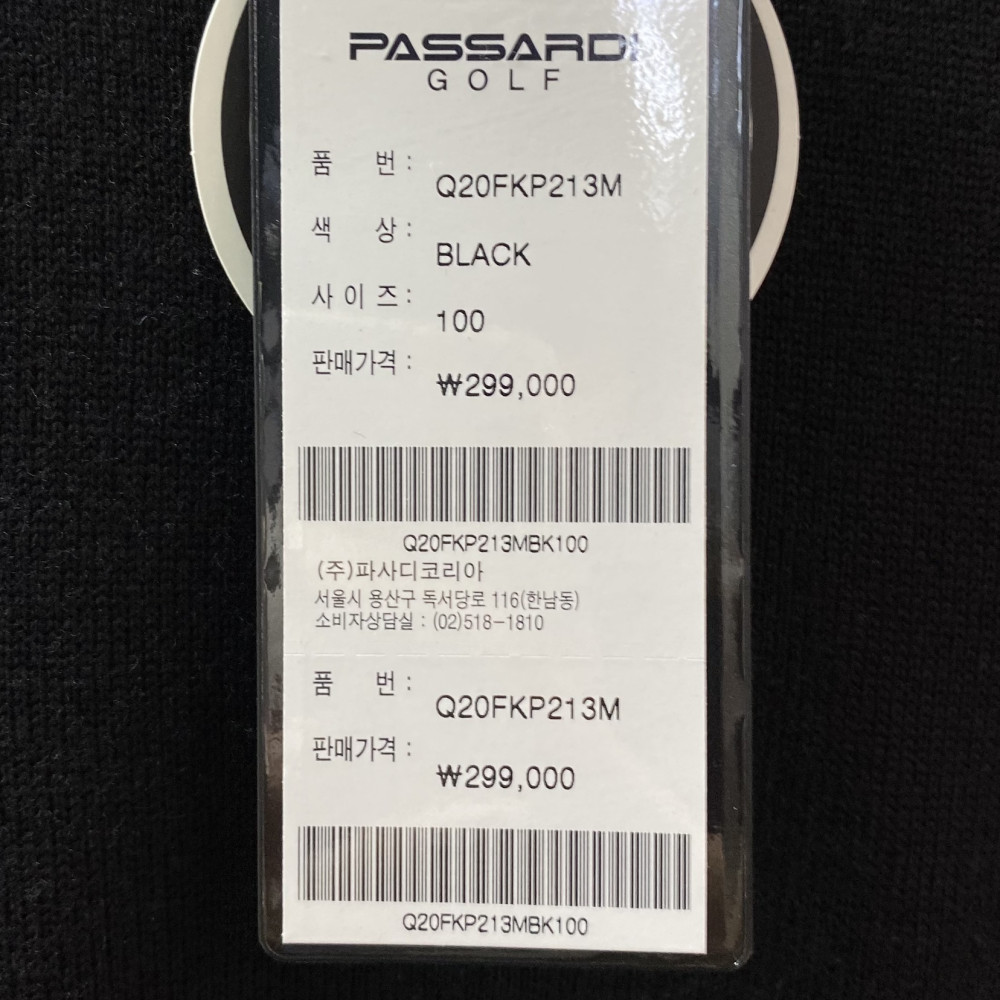 PASSARDI
GOLF
품 번 :
Q20FKP213M
색 상 :
BLACK
사 이 즈 :
100
판매가격 :
₩299,000
Q20FKP213MBK100
(주)파사디코리아
서울시 용산구 독서당로 116(한남동)
소비자상담실 : (02)518-1810
품 번 :
Q20FKP213M
판매가격 :
₩299,000
Q20FKP213MBK100